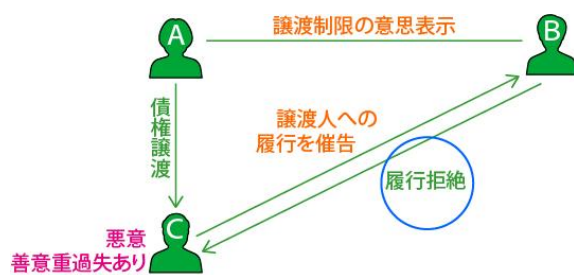 A
譲渡制限の意思表示
B
債権譲渡
譲渡人への
履行を催告
履行拒絶
C
悪意
善意重過失あり